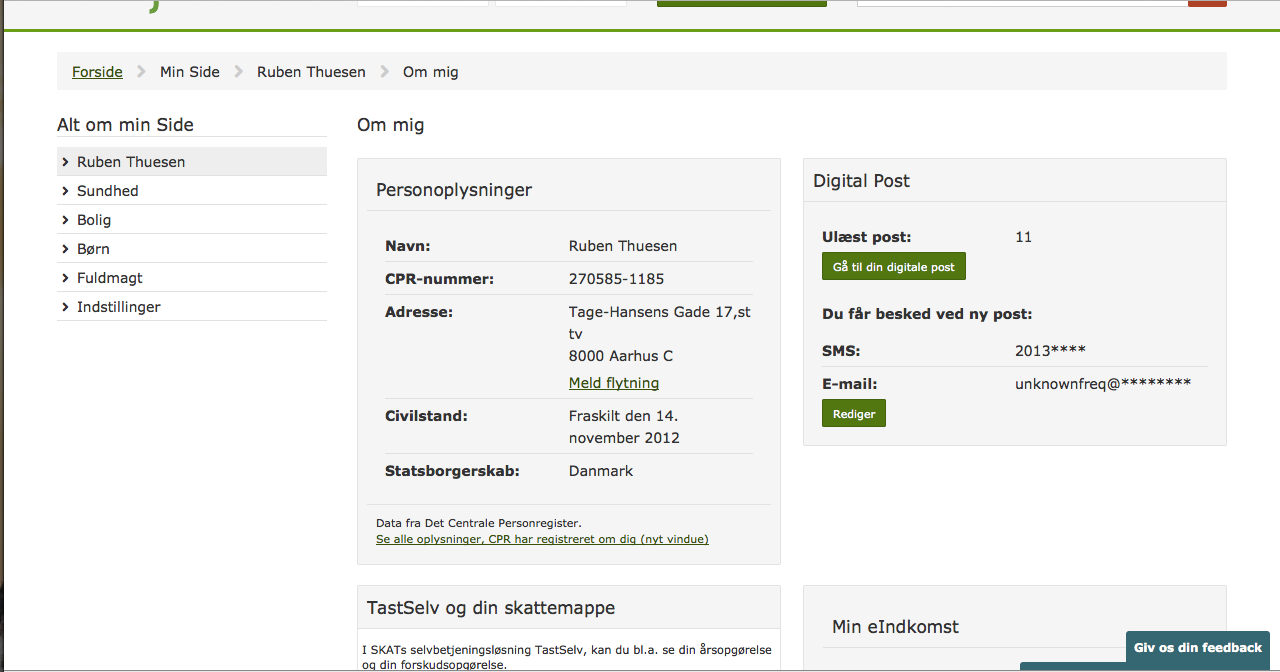 Forside Min Side Ruben Thuesen Om mig
Alt om min Side
Ruben Thuesen
Sundhed
Bolig
Børn
Fuldmagt
Indstillinger
Om mig
Personoplysninger
Navn: Ruben Thuesen
CPR-nummer: 270585-1185
Adresse: Tage-Hansens Gade 17,st
tv
8000 Aarhus C
Meld flytning
Civilstand: Fraskilt den 14.
november 2012
Statsborgerskab: Danmark
Data fra Det Centrale Personregister.
Se alle oplysninger, CPR har registreret om dig (nyt vindue)
Digital Post
Ulæst post: 11
Gå til din digitale post
Du får besked ved ny post:
SMS: 2013****
E-mail: unknownfreq@********
Rediger
TastSelv og din skattemappe
I SKATs selvbetjeningsløsning TastSelv, kan du bl.a. se din årsopgørelse
og din forskudsopgørelse.
Min eIndkomst
Giv os din feedback